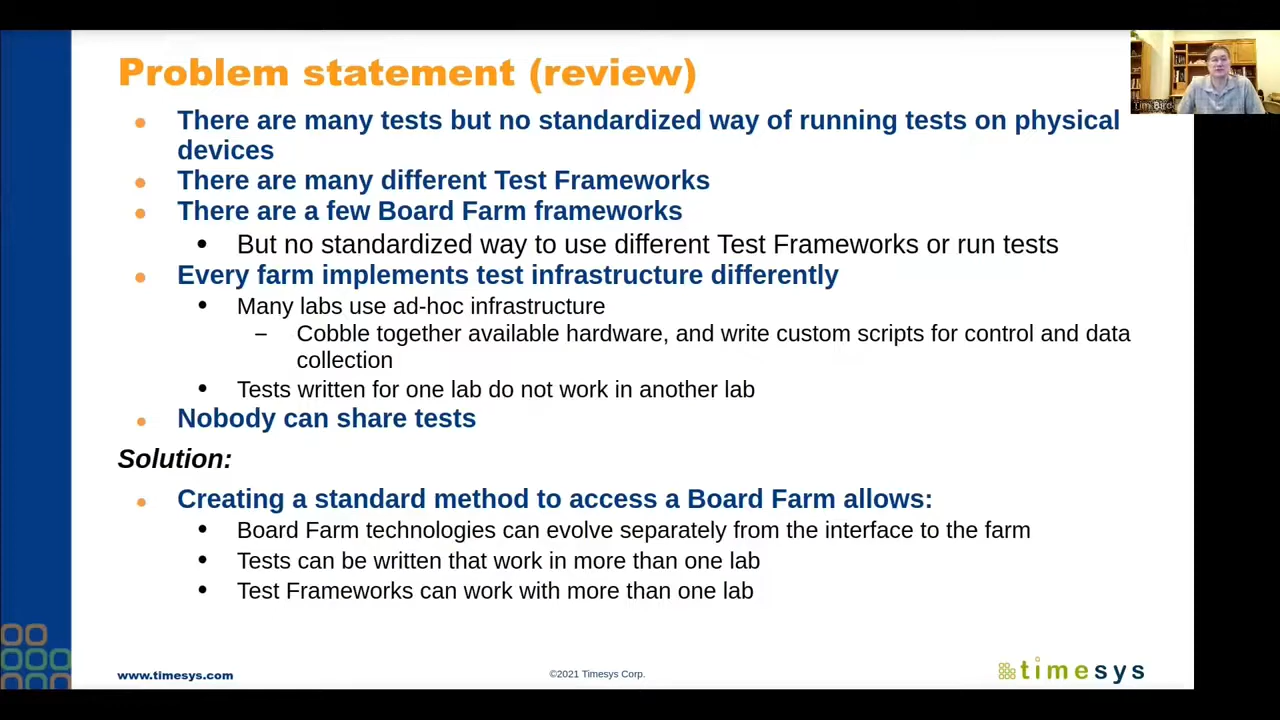 Problem statement (review)
Tim Bird
• There are many tests but no standardized way of running tests on physical
devices
• There are many different Test Frameworks
• There are a few Board Farm frameworks
• But no standardized way to use different Test Frameworks or run tests
• Every farm implements test infrastructure differently
• Many labs use ad-hoc infrastructure
– Cobble together available hardware, and write custom scripts for control and data
collection
• Tests written for one lab do not work in another lab
• Nobody can share tests
Solution:
• Creating a standard method to access a Board Farm allows:
• Board Farm technologies can evolve separately from the interface to the farm
• Tests can be written that work in more than one lab
• Test Frameworks can work with more than one lab
www.timesys.com
©2021 Timesys Corp.
timesys